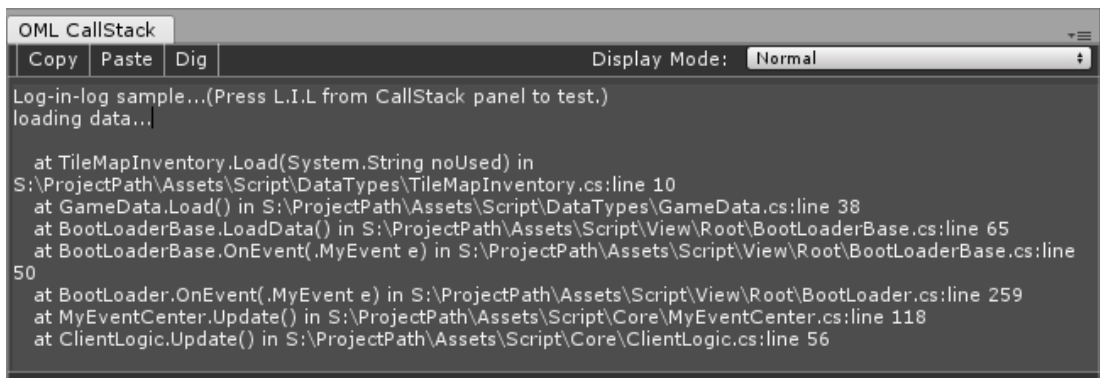 OML CallStack
Copy Paste Dig Display Mode: Normal
Log-in-log sample...(Press L.I.L from CallStack panel to test.)
loading data...
at TileMapInventory.Load(System.String noUsed) in
S:\ProjectPath\Assets\Script\DataTypes\TileMapInventory.cs:line 10
at GameData.Load() in S:\ProjectPath\Assets\Script\DataTypes\GameData.cs:line 38
at BootLoaderBase.LoadData() in S:\ProjectPath\Assets\Script\View\Root\BootLoaderBase.cs:line 65
at BootLoaderBase.OnEvent(.MyEvent e) in S:\ProjectPath\Assets\Script\View\Root\BootLoaderBase.cs:line
50
at BootLoader.OnEvent(.MyEvent e) in S:\ProjectPath\Assets\Script\View\Root\BootLoader.cs:line 259
at MyEventCenter.Update() in S:\ProjectPath\Assets\Script\Core\MyEventCenter.cs:line 118
at ClientLogic.Update() in S:\ProjectPath\Assets\Script\Core\ClientLogic.cs:line 56